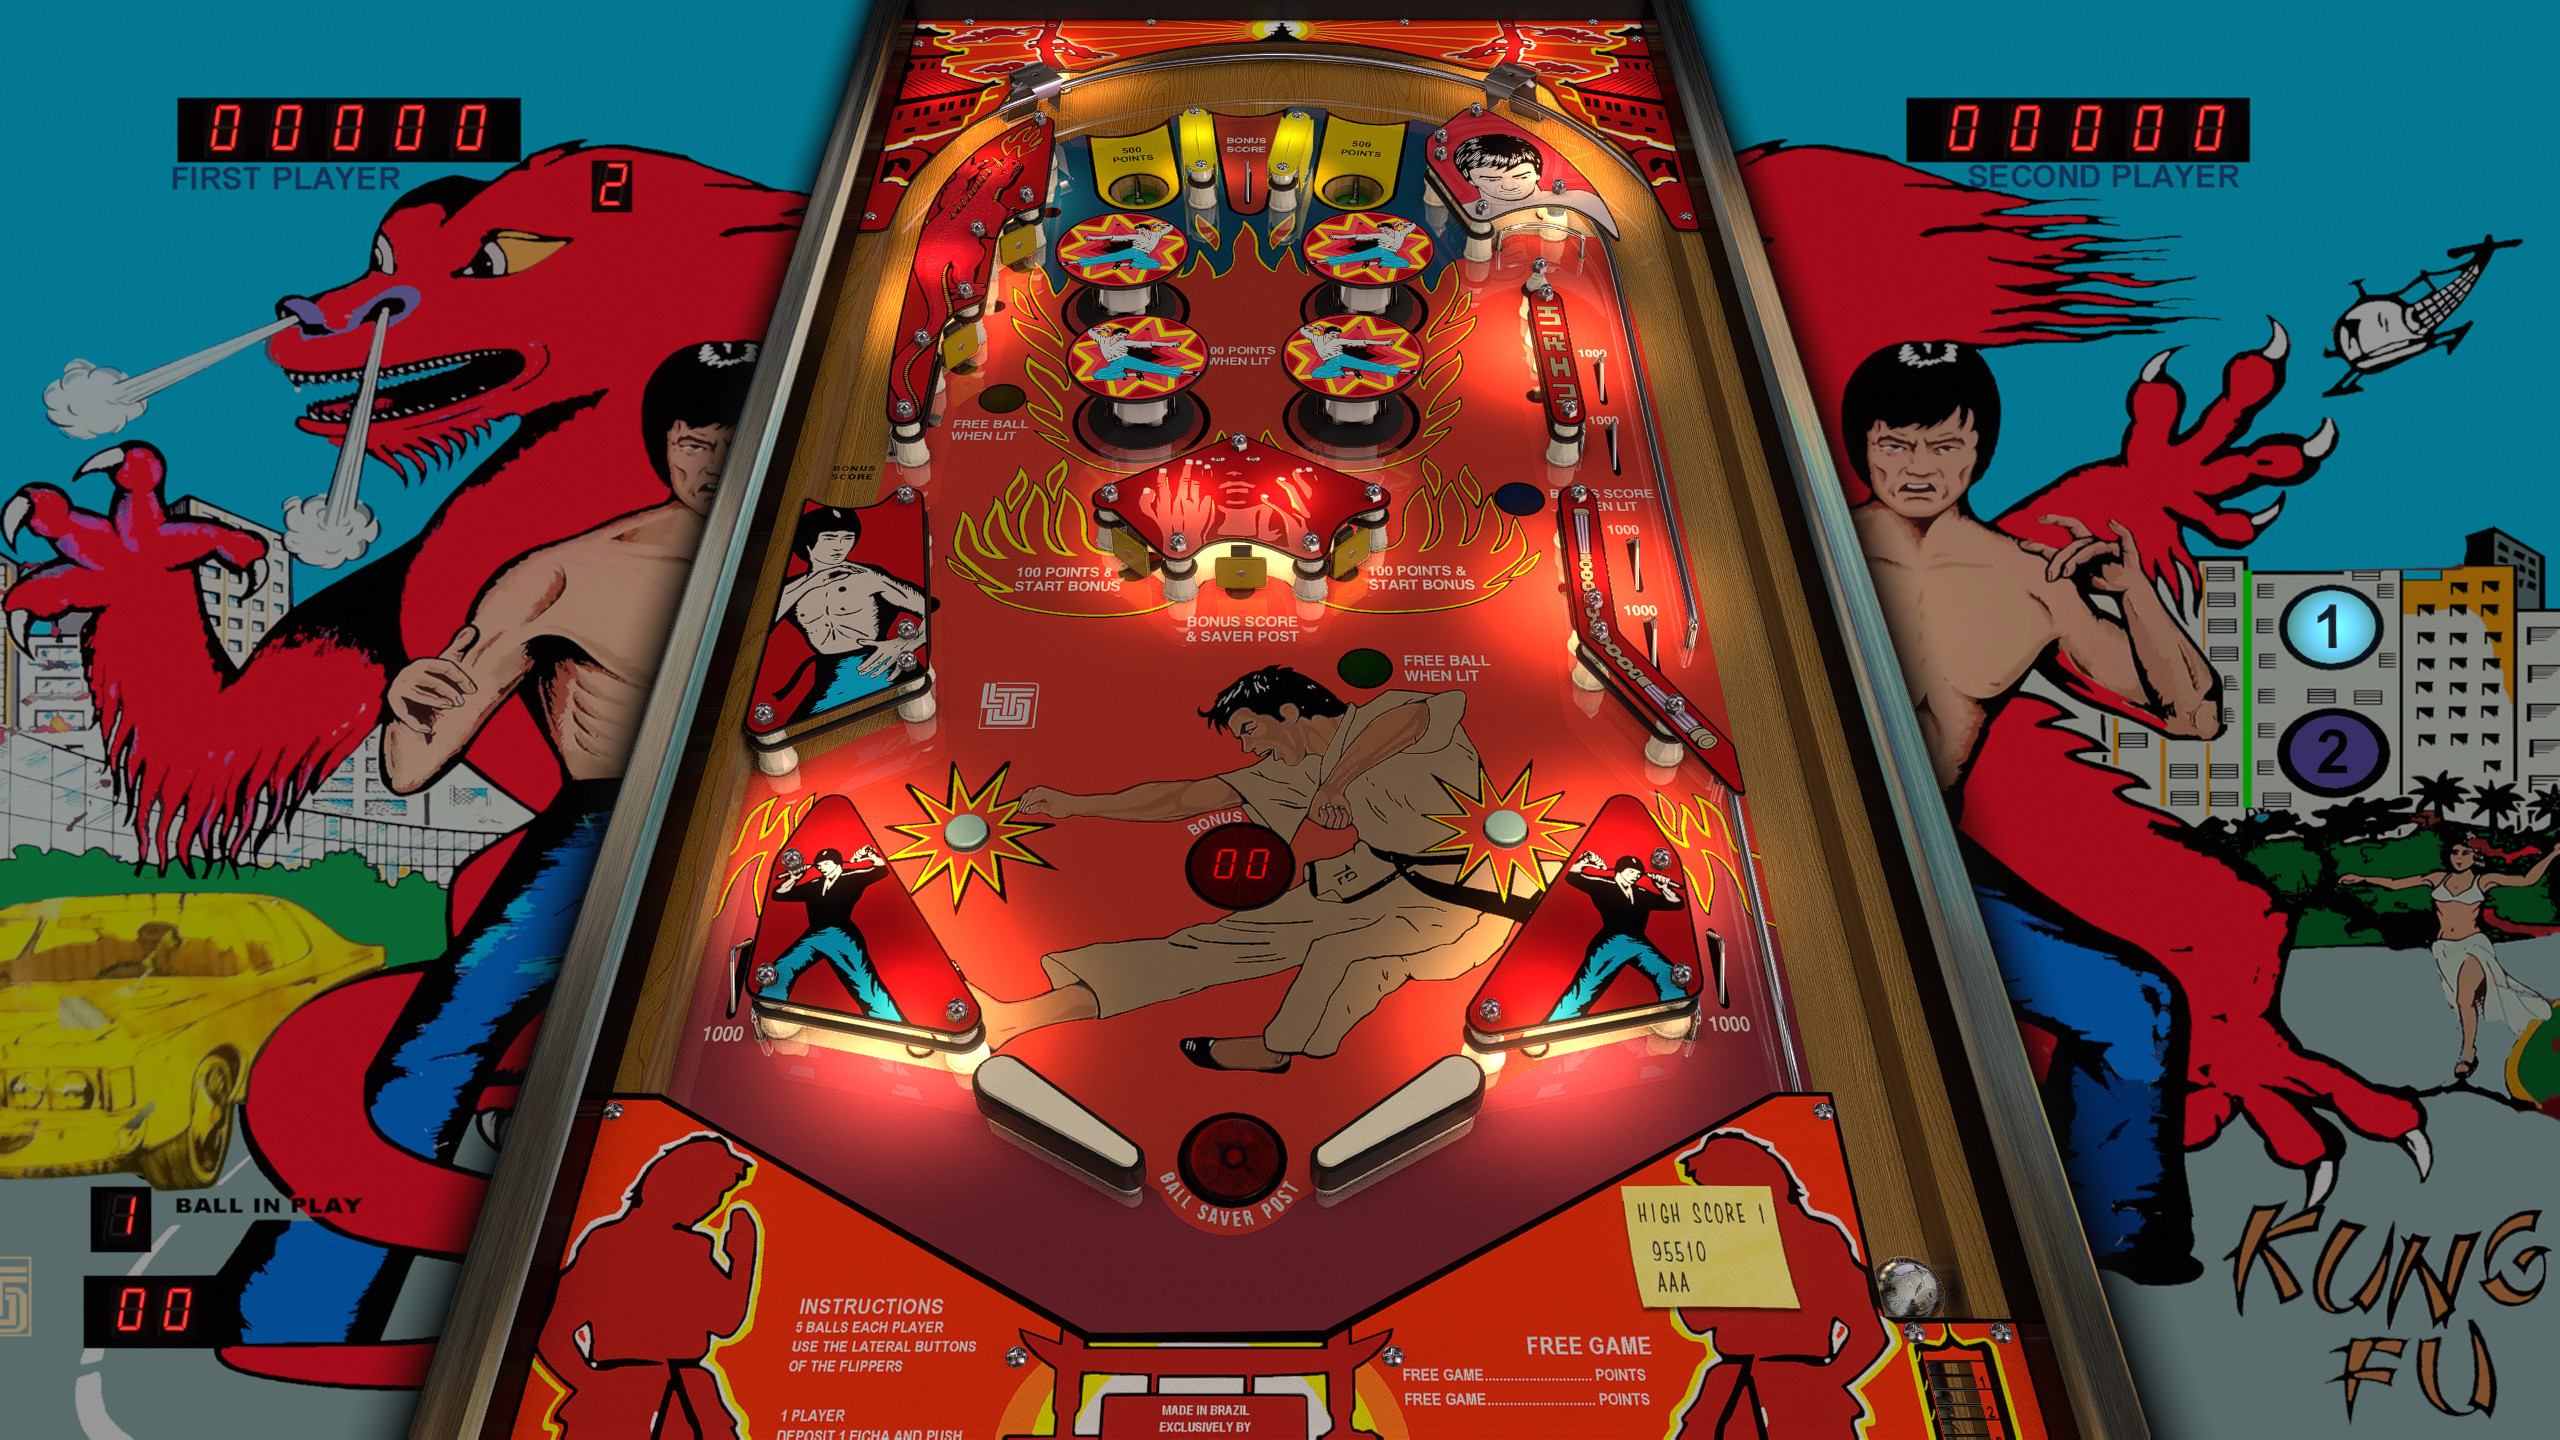 00000
FIRST PLAYER
2
00000
SECOND PLAYER
500
POINTS
BONUS
SCORE
500
POINTS
00 POINTS
WHEN LIT
1000
1000
FREE BALL
WHEN LIT
BONUS
SCORE
SCORE
1000
100 POINTS &
START BONUS
100 POINTS &
START BONUS
1000
BONUS SCORE
& SAVER POST
FREE BALL
WHEN LIT
1
2
BONUS
00
1000
1000
BALL SAVER POST
1
BALL IN PLAY
00
HIGH SCORE 1
95510
AAA
KUNG
FU
INSTRUCTIONS
5 BALLS EACH PLAYER
USE THE LATERAL BUTTONS
OF THE FLIPPERS
1 PLAYER
DEPOSIT 1 FICHA AND PUSH
FREE GAME
FREE GAME.............................. POINTS
FREE GAME.............................. POINTS
MADE IN BRAZIL
EXCLUSIVELY BY
1
2